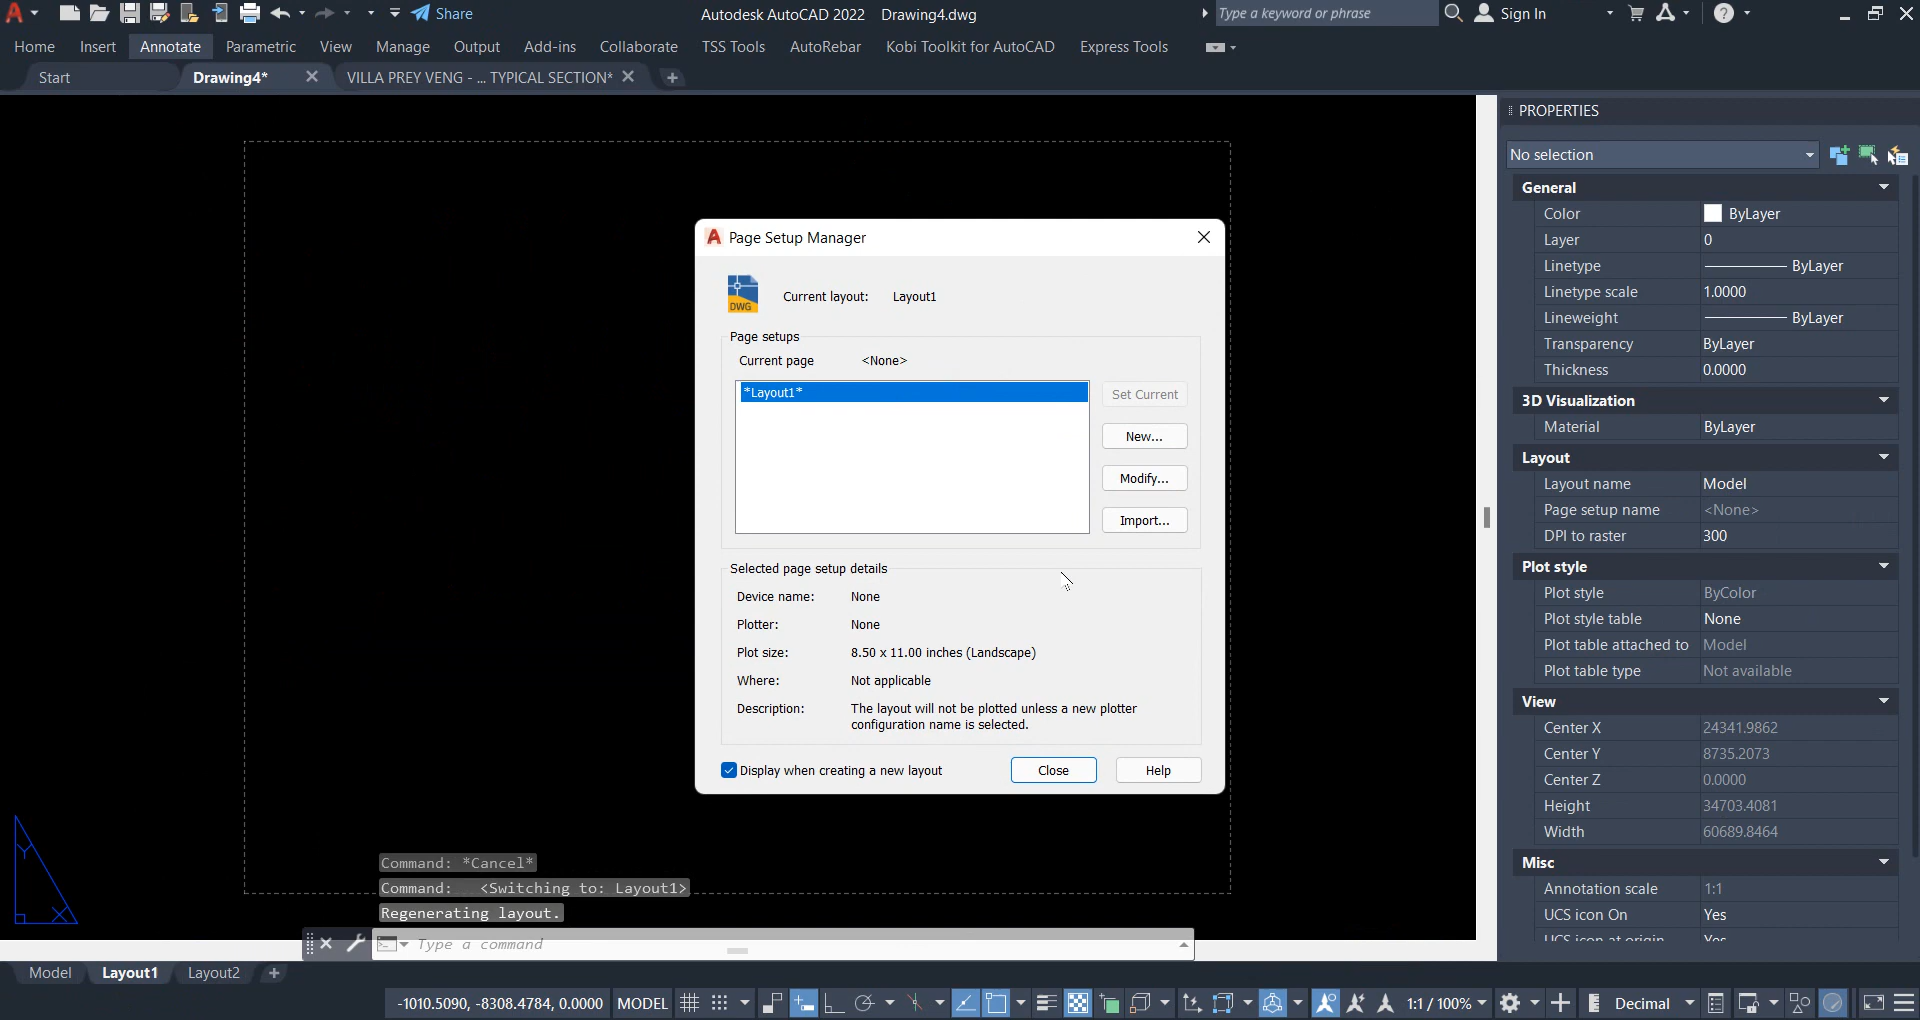 Share
Autodesk AutoCAD 2022 Drawing4.dwg
Type a keyword or phrase
Sign In
Home Insert Annotate Parametric View Manage Output Add-ins Collaborate TSS Tools AutoRebar Kobi Toolkit for AutoCAD Express Tools
Start
Drawing4*
VILLA PREY VENG - ... TYPICAL SECTION*
PROPERTIES
No selection
General
Color ByLayer
Layer 0
Linetype ByLayer
Linetype scale 1.0000
Lineweight ByLayer
Transparency ByLayer
Thickness 0.0000
3D Visualization
Material ByLayer
Layout
Layout name Model
Page setup name <None>
DPI to raster 300
Plot style
Plot style ByColor
Plot style table None
Plot table attached to Model
Plot table type Not available
View
Center X 24341.9862
Center Y 8735.2073
Center Z 0.0000
Height 34703.4081
Width 60689.8464
Misc
Annotation scale 1:1
UCS icon On Yes
UCS icon at origin Yes
Page Setup Manager
DWG
Current layout: Layout1
Page setups
Current page <None>
*Layout1*
Set Current
New...
Modify...
Import...
Selected page setup details
Device name: None
Plotter: None
Plot size: 8.50 x 11.00 inches (Landscape)
Where: Not applicable
Description: The layout will not be plotted unless a new plotter
configuration name is selected.
Display when creating a new layout
Close
Help
Y
X
Command: *Cancel*
Command: <Switching to: Layout1>
Regenerating layout.
Type a command
Model Layout1 Layout2
-1010.5090, -8308.4784, 0.0000 MODEL
1:1 / 100%
Decimal